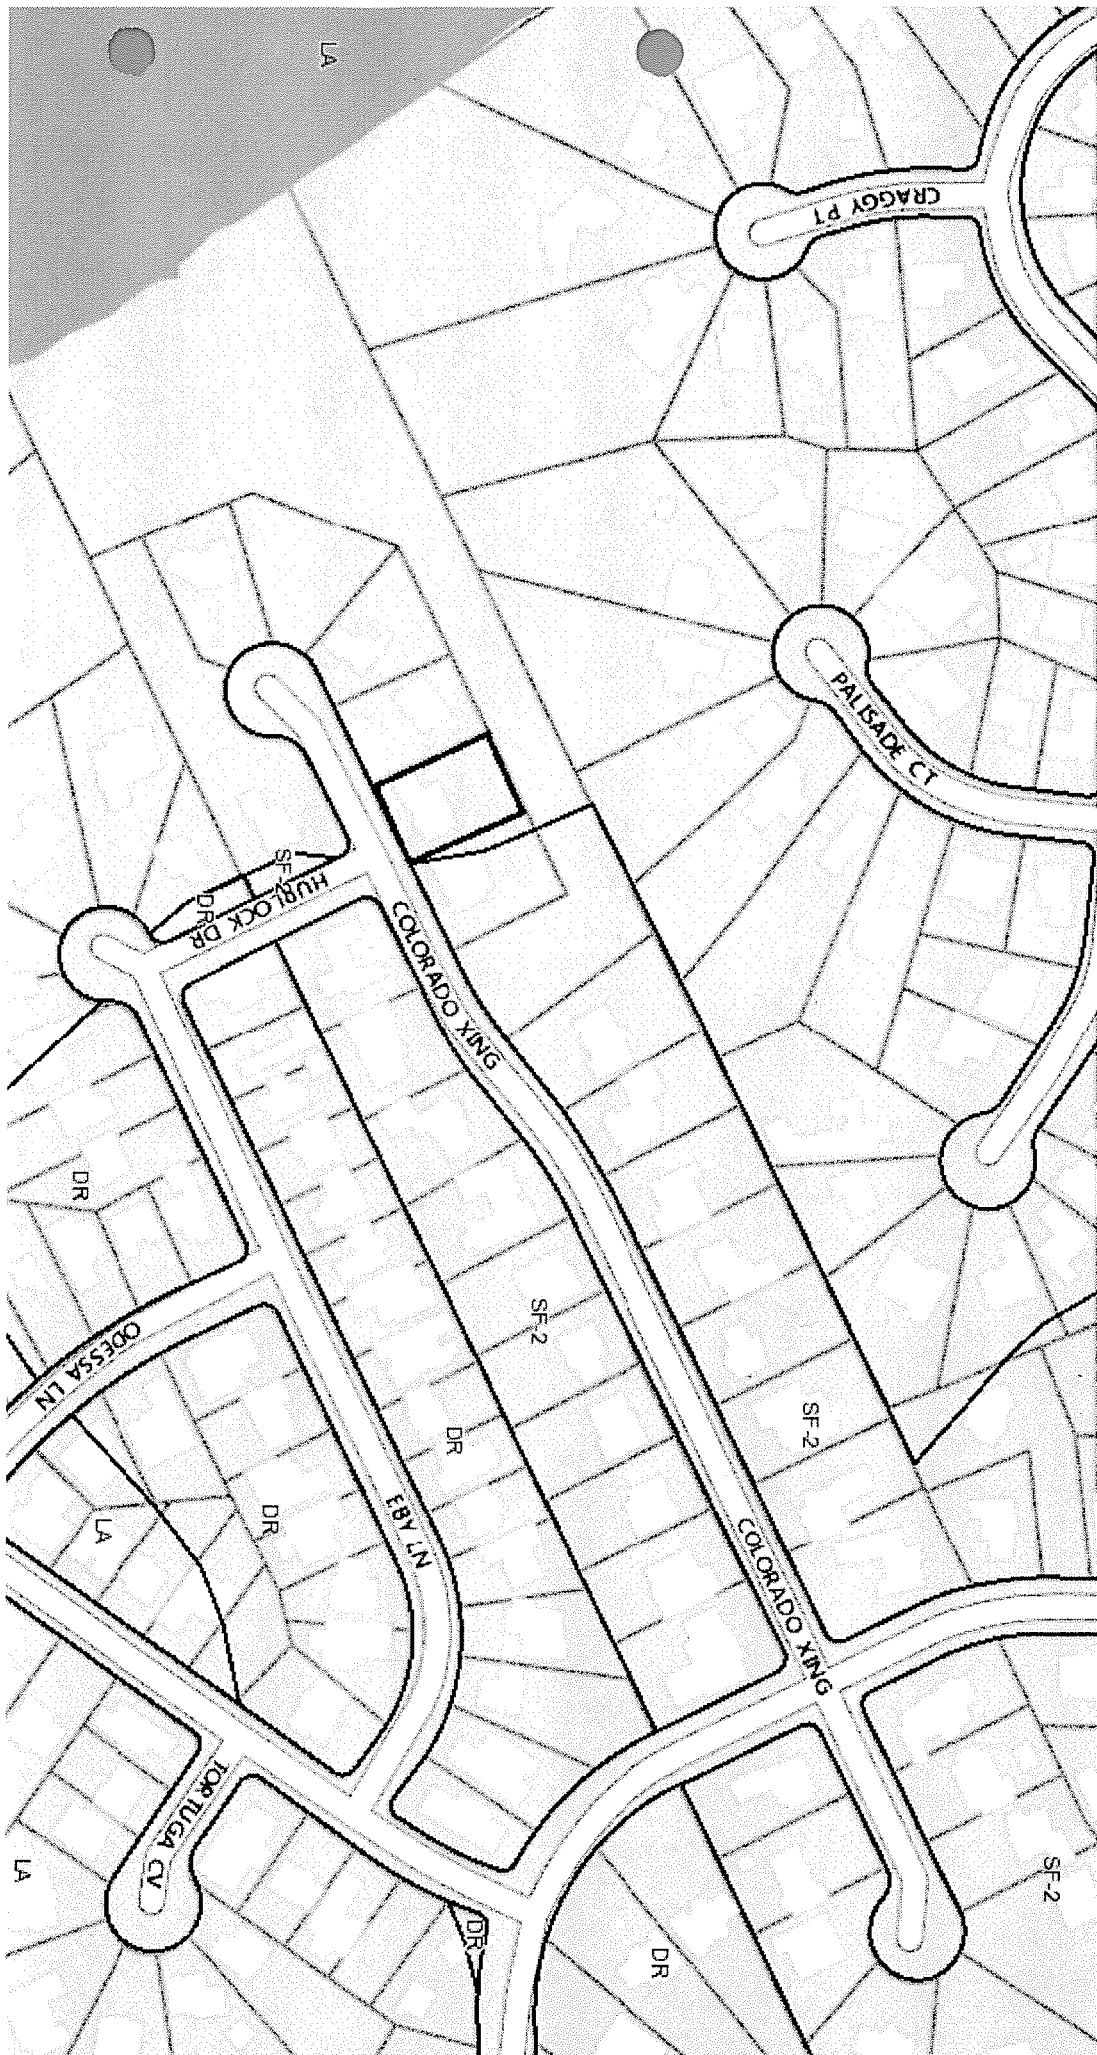 LA
CRAGGY PT
PALISADE CT
SF-2
DR
HURLOCK DR
COLORADO XING
DR
SF-2
SF-2
DR
ODESSA LN
EBY LN
DR
LA
COLORADO XING
TORTUGA CV
LA
SF-2
DR
DR